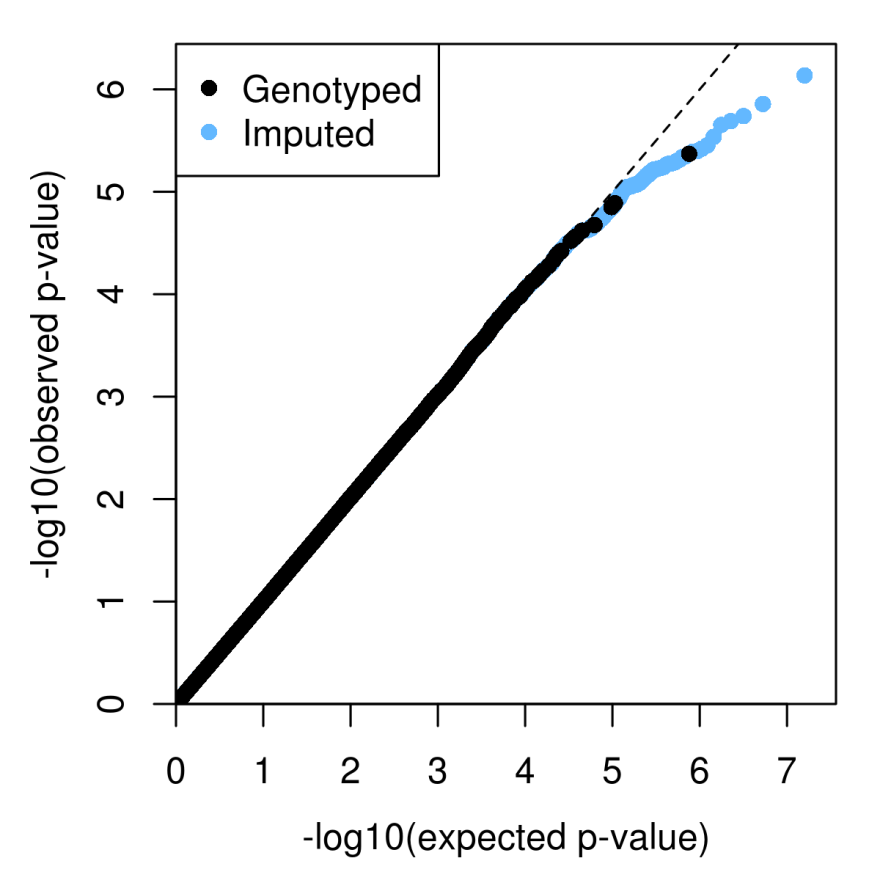 Genotyped
Imputed
-log10(observed p-value)
6
5
4
3
2
1
0
0 1 2 3 4 5 6 7
-log10(expected p-value)